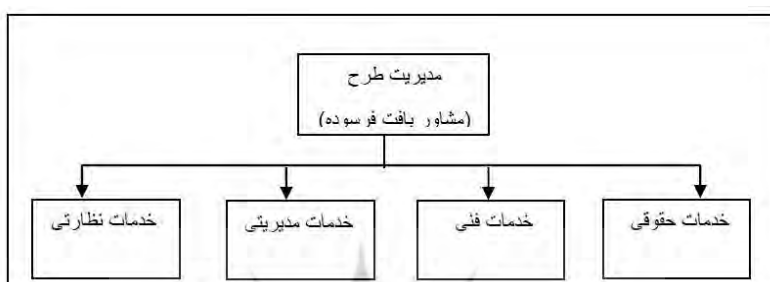 مدیریت طرح
(مشاور بافت فرسوده)
خدمات حقوقی
خدمات فنی
خدمات مدیریتی
خدمات نظارتی